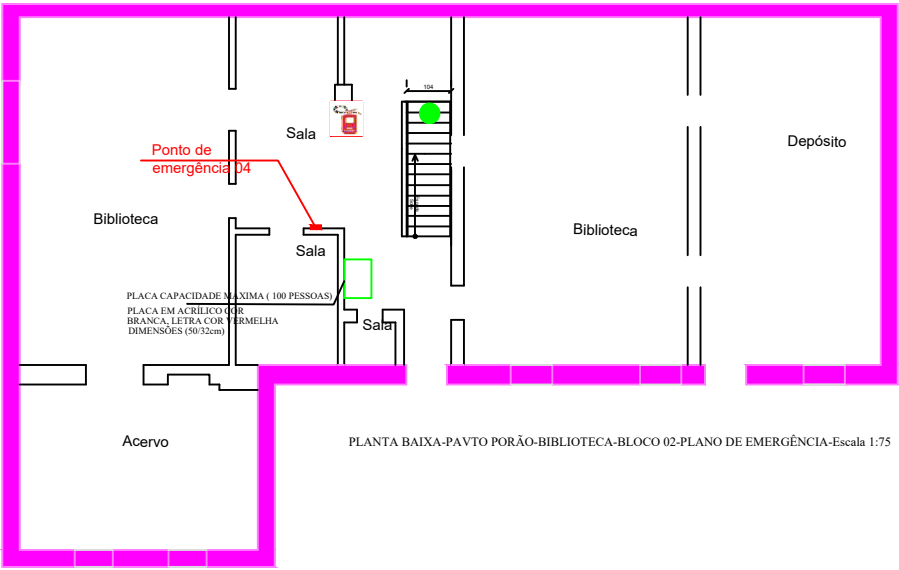 104
Sala
Depósito
Ponto de
emergência 04
Biblioteca
Biblioteca
Sala
PLACA CAPACIDADE MAXIMA ( 100 PESSOAS)
PLACA EM ACRÍLICO COR
BRANCA, LETRA COR VERMELHA
DIMENSÕES (50/32cm)
Sala
Acervo
PLANTA BAIXA-PAVTO PORÃO-BIBLIOTECA-BLOCO 02-PLANO DE EMERGÊNCIA-Escala 1:75